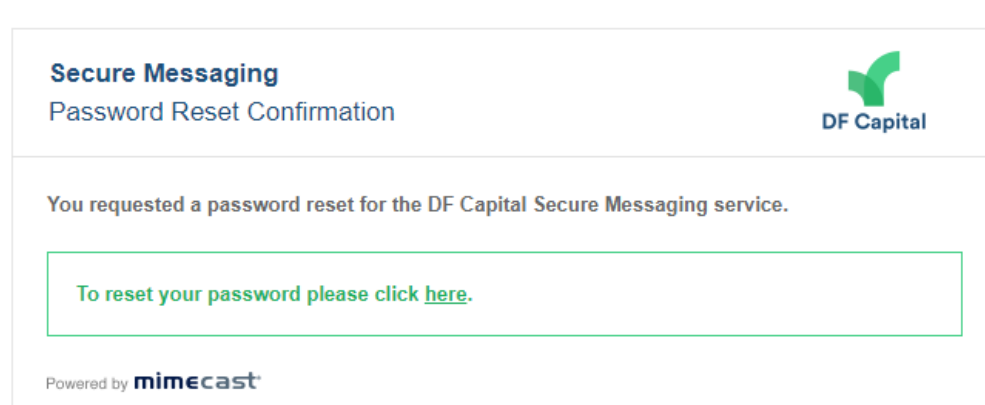 Secure Messaging
Password Reset Confirmation
DF Capital
You requested a password reset for the DF Capital Secure Messaging service.
To reset your password please click here.
Powered by mimecast